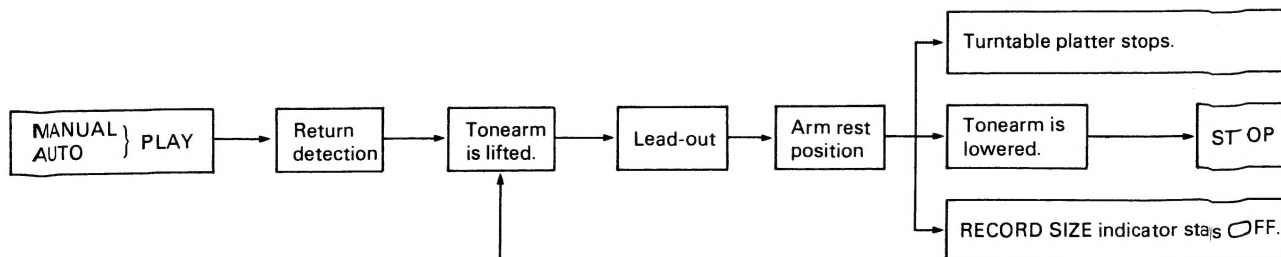 MANUAL
AUTO } PLAY
Return
detection
Tonearm
is lifted.
Lead-out
Arm rest
position
Turntable platter stops.
Tonearm is
lowered.
STOP
RECORD SIZE indicator stays OFF.